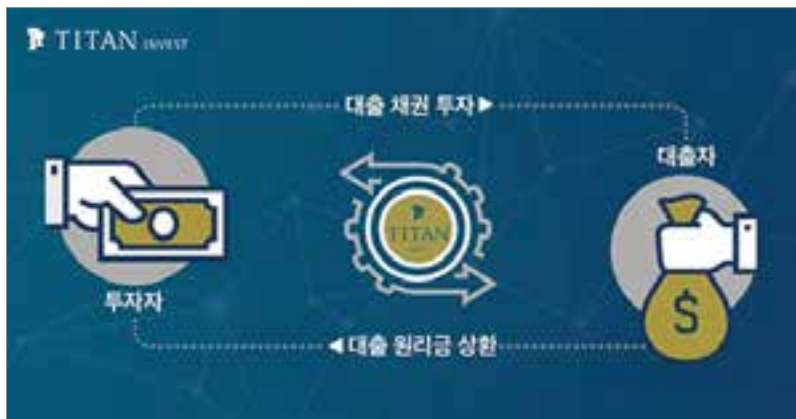 TITAN INVEST
대출 채권 투자▶
대출자
TITAN
투자자
◀대출 원리금 상환
$